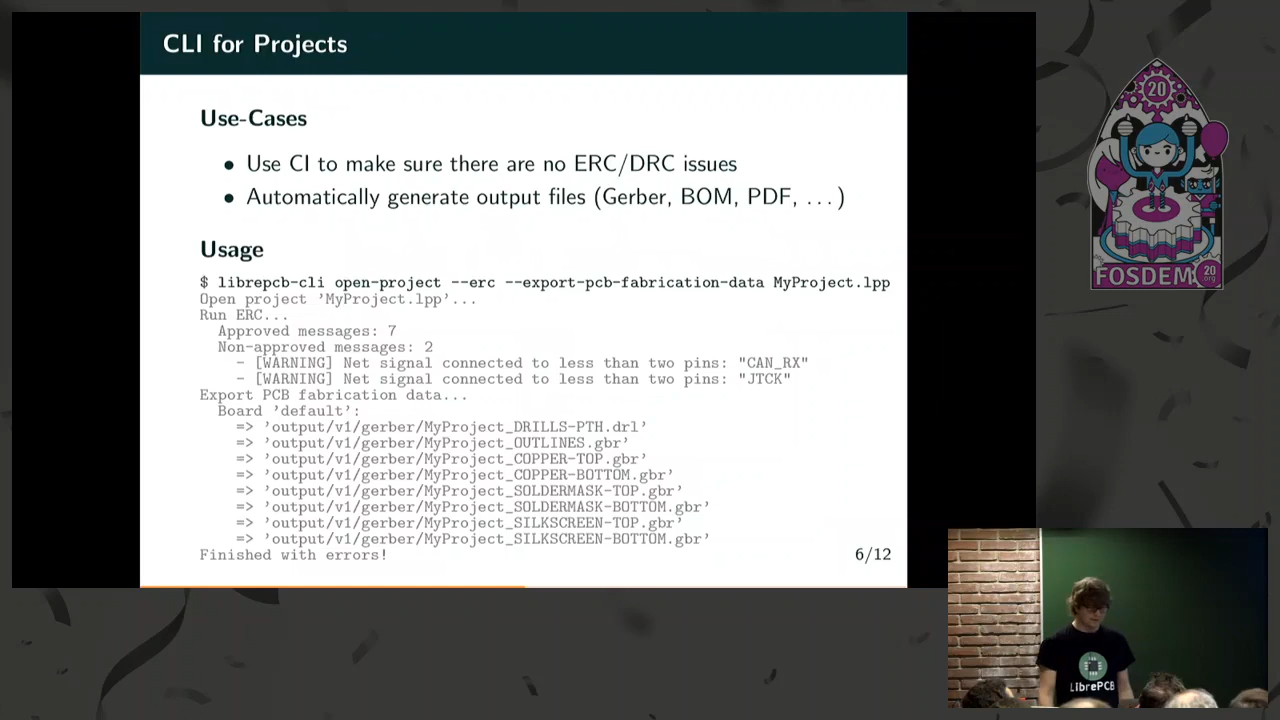 CLI for Projects
Use-Cases
• Use CI to make sure there are no ERC/DRC issues
• Automatically generate output files (Gerber, BOM, PDF, ...)
Usage
$ librepcb-cli open-project --erc --export-pcb-fabrication-data MyProject.lpp
Open project 'MyProject.lpp'...
Run ERC...
Approved messages: 7
Non-approved messages: 2
- [WARNING] Net signal connected to less than two pins: "CAN_RX"
- [WARNING] Net signal connected to less than two pins: "JTCK"
Export PCB fabrication data...
Board 'default':
=> 'output/v1/gerber/MyProject_DRILLS-PTH.drl'
=> 'output/v1/gerber/MyProject_OUTLINES.gbr'
=> 'output/v1/gerber/MyProject_COPPER-TOP.gbr'
=> 'output/v1/gerber/MyProject_COPPER-BOTTOM.gbr'
=> 'output/v1/gerber/MyProject_SOLDERMASK-TOP.gbr'
=> 'output/v1/gerber/MyProject_SOLDERMASK-BOTTOM.gbr'
=> 'output/v1/gerber/MyProject_SILKSCREEN-TOP.gbr'
=> 'output/v1/gerber/MyProject_SILKSCREEN-BOTTOM.gbr'
Finished with errors!
6/12
20
FOSDEM
20
.org
LibrePCB